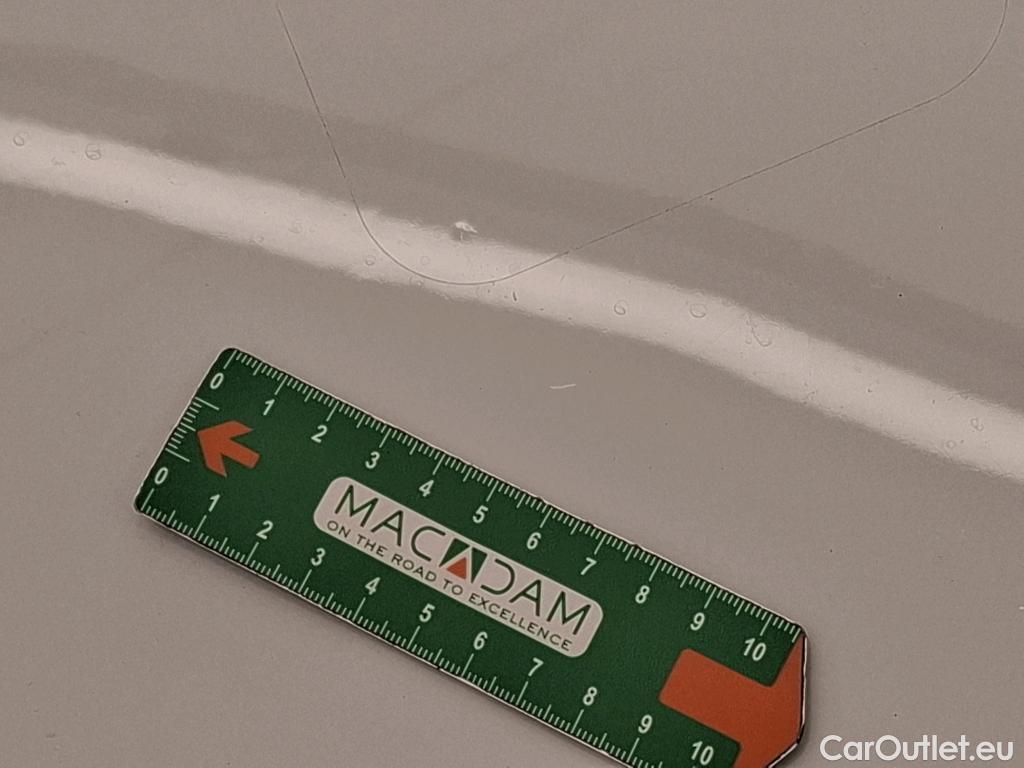 0 1 2 3 4 5 6 7 8 9 10
MACADAM
ON THE ROAD TO EXCELLENCE
0 1 2 3 4 5 6 7 8 9 10
CarOutlet.eu